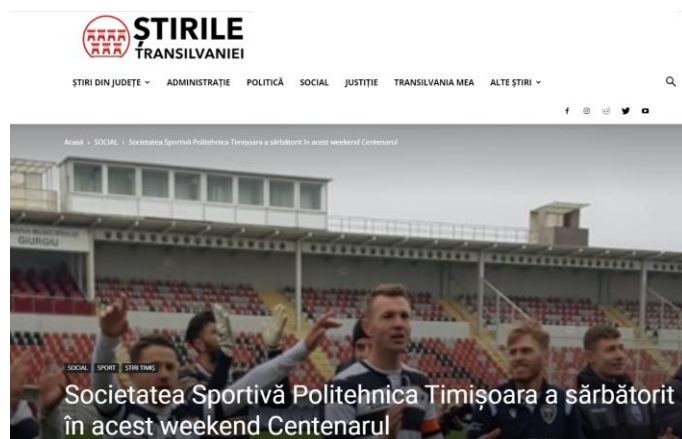 ȘTIRILE
TRANSILVANIEI
ȘTIRI DIN JUDEȚE ADMINISTRAȚIE POLITICĂ SOCIAL JUSTIȚIE TRANSILVANIA MEA ALTE ȘTIRI
Acasă › SOCIAL › Societatea Sportivă Politehnica Timișoara a sărbătorit în acest weekend Centenarul
GIURGIU
SOCIAL SPORT ȘTIRI TIMIȘ
Societatea Sportivă Politehnica Timișoara a sărbătorit
în acest weekend Centenarul